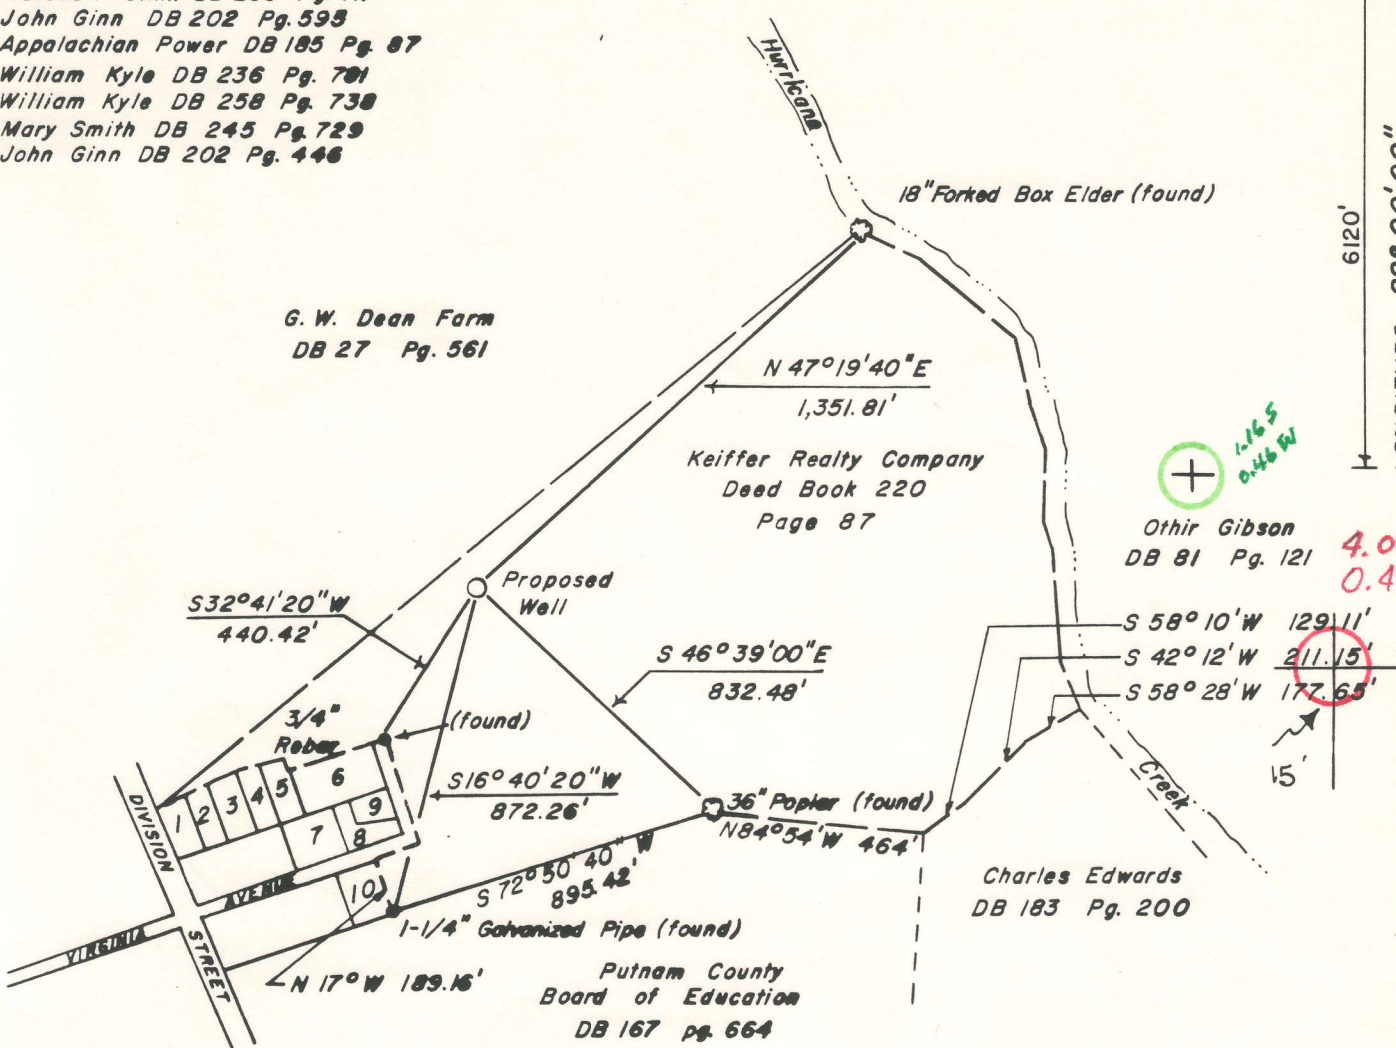 John Ginn DB 202 Pg. 595
Appalachian Power DB 185 Pg. 87
William Kyle DB 236 Pg. 781
William Kyle DB 258 Pg. 738
Mary Smith DB 245 Pg. 729
John Ginn DB 202 Pg. 446
Hurricane
18" Forked Box Elder (found)
6120'
G. W. Dean Farm
DB 27 Pg. 561
N 47° 19' 40" E
1,351.81'
1.16 S
0.46 W
Keiffer Realty Company
Deed Book 220
Page 87
Othir Gibson
DB 81 Pg. 121
4.0
0.4
Proposed
Well
S 32° 41' 20" W
440.42'
S 58° 10' W 129.11'
S 42° 12' W 211.15'
S 58° 28' W 177.65'
15'
S 46° 39' 00" E
832.48'
3/4"
Rebar
(found)
S 16° 40' 20" W
872.26'
1 2 3 4 5 6
7 8 9
10
DIVISION
STREET
VIRGINIA
AVENUE
36" Popler (found)
N 84° 54' W 464'
Creek
S 72° 50' 40" W
895.42'
Charles Edwards
DB 183 Pg. 200
1-1/4" Galvanized Pipe (found)
N 17° W 189.16'
Putnam County
Board of Education
DB 167 pg. 664